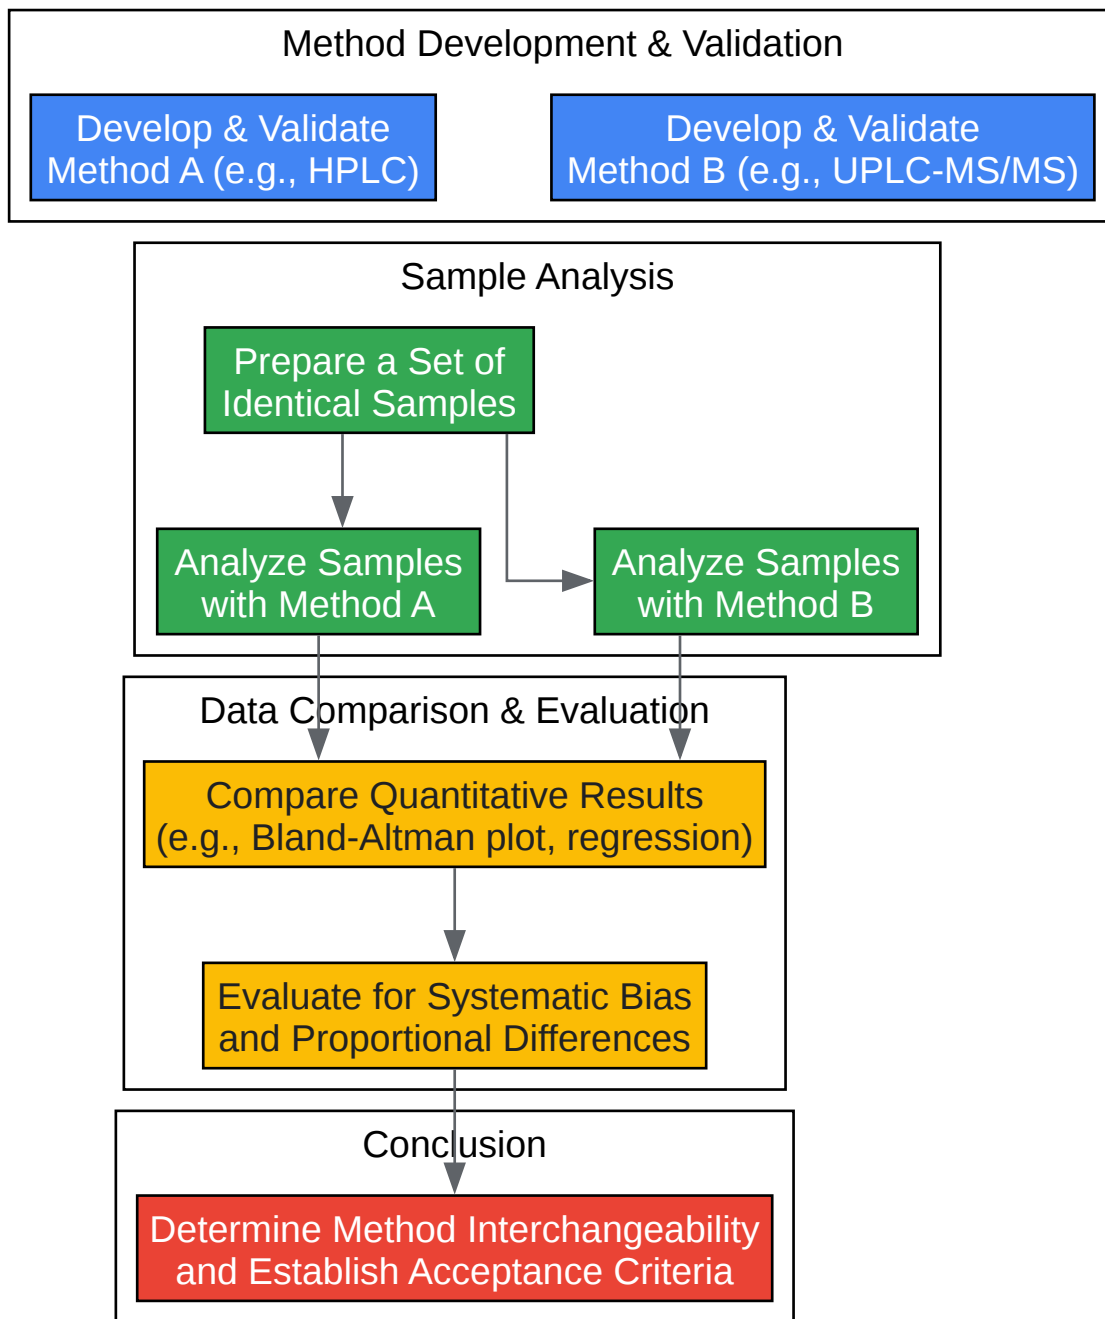 Method Development & Validation
Develop & Validate
Method A (e.g., HPLC)
Develop & Validate
Method B (e.g., UPLC-MS/MS)
Sample Analysis
Prepare a Set of
Identical Samples
Analyze Samples
with Method A
Analyze Samples
with Method B
Data Comparison & Evaluation
Compare Quantitative Results
(e.g., Bland-Altman plot, regression)
Evaluate for Systematic Bias
and Proportional Differences
Conclusion
Determine Method Interchangeability
and Establish Acceptance Criteria